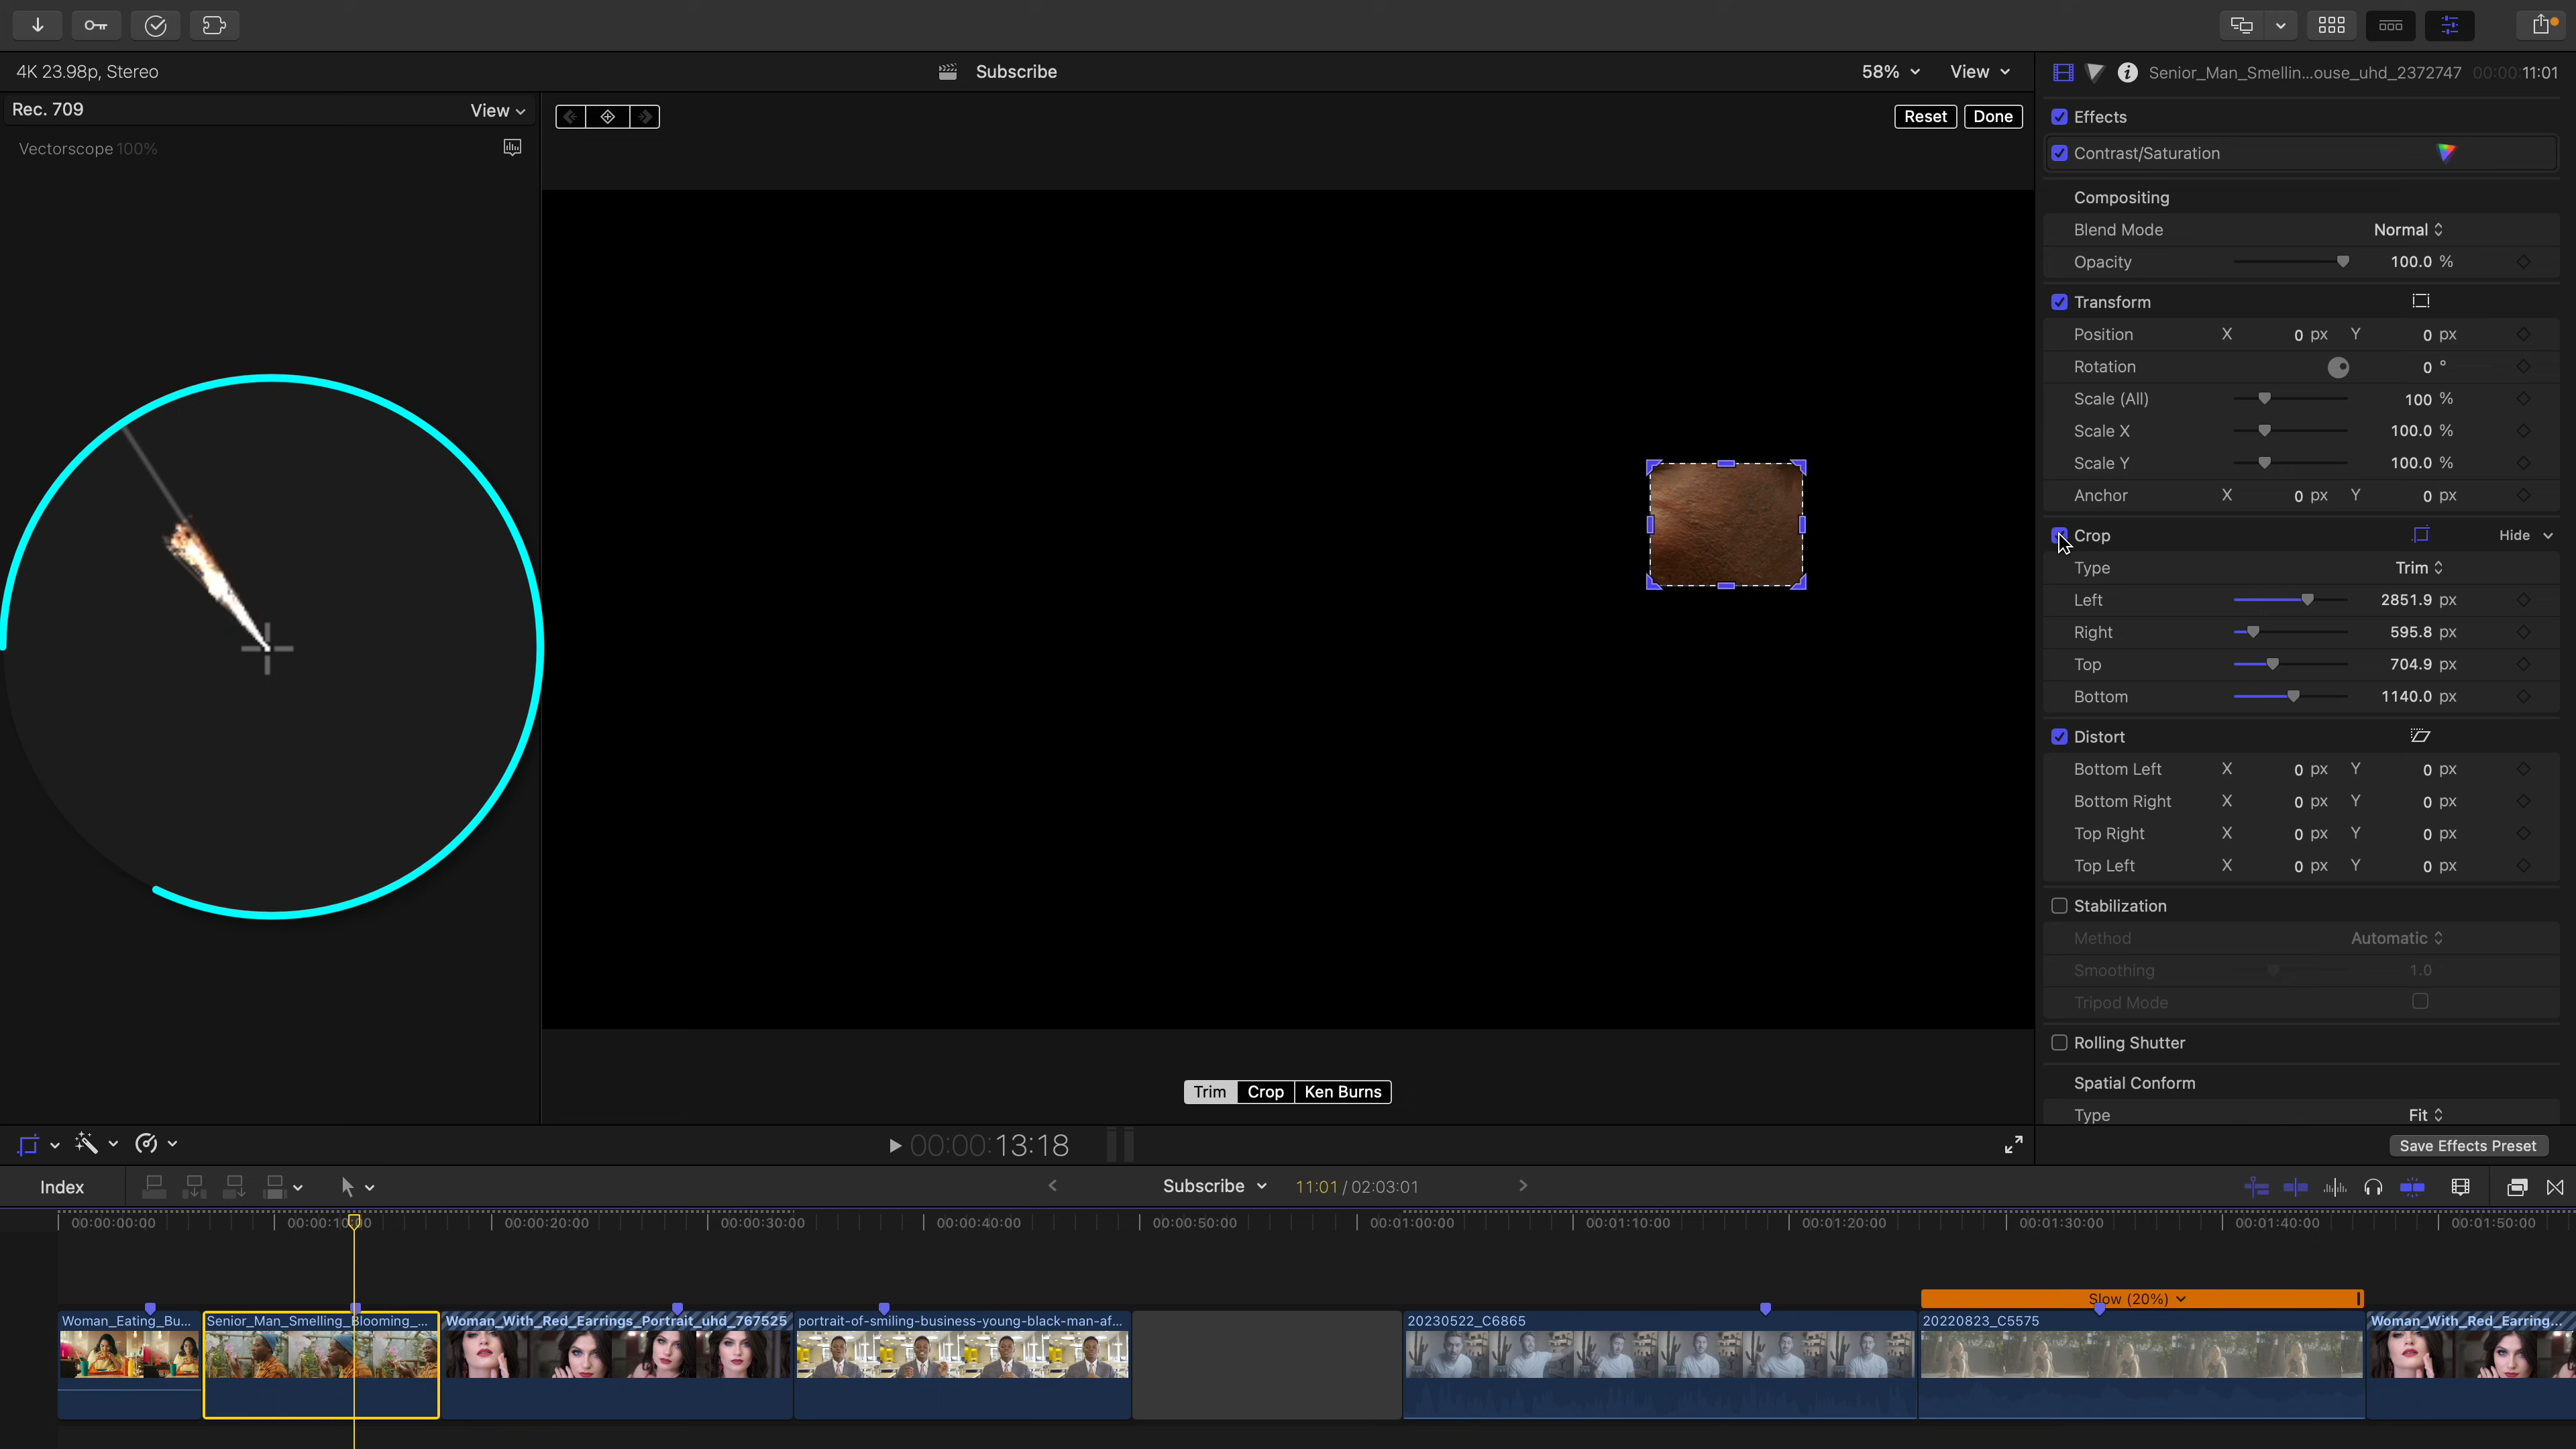 4K 23.98p, Stereo
Subscribe
58%
View
Senior_Man_Smellin...ouse_uhd_2372747
00:00:11:01
Rec. 709
View
Vectorscope 100%
Reset
Done
Effects
Contrast/Saturation
Compositing
Blend Mode Normal
Opacity 100.0 %
Transform
Position X 0 px Y 0 px
Rotation 0 °
Scale (All) 100 %
Scale X 100.0 %
Scale Y 100.0 %
Anchor X 0 px Y 0 px
Crop Hide
Type Trim
Left 2851.9 px
Right 595.8 px
Top 704.9 px
Bottom 1140.0 px
Distort
Bottom Left X 0 px Y 0 px
Bottom Right X 0 px Y 0 px
Top Right X 0 px Y 0 px
Top Left X 0 px Y 0 px
Stabilization
Method Automatic
Smoothing 1.0
Tripod Mode
Rolling Shutter
Spatial Conform
Type Fit
Trim Crop Ken Burns
00:00:13:18
Save Effects Preset
Index
Subscribe
11:01 / 02:03:01
00:00:00:00
00:00:10:00
00:00:20:00
00:00:30:00
00:00:40:00
00:00:50:00
00:01:00:00
00:01:10:00
00:01:20:00
00:01:30:00
00:01:40:00
00:01:50:00
Slow (20%)
Woman_Eating_Bu...
Senior_Man_Smelling_Blooming_...
Woman_With_Red_Earrings_Portrait_uhd_767525
portrait-of-smiling-business-young-black-man-af...
20230522_C6865
20220823_C5575
Woman_With_Red_Earring...